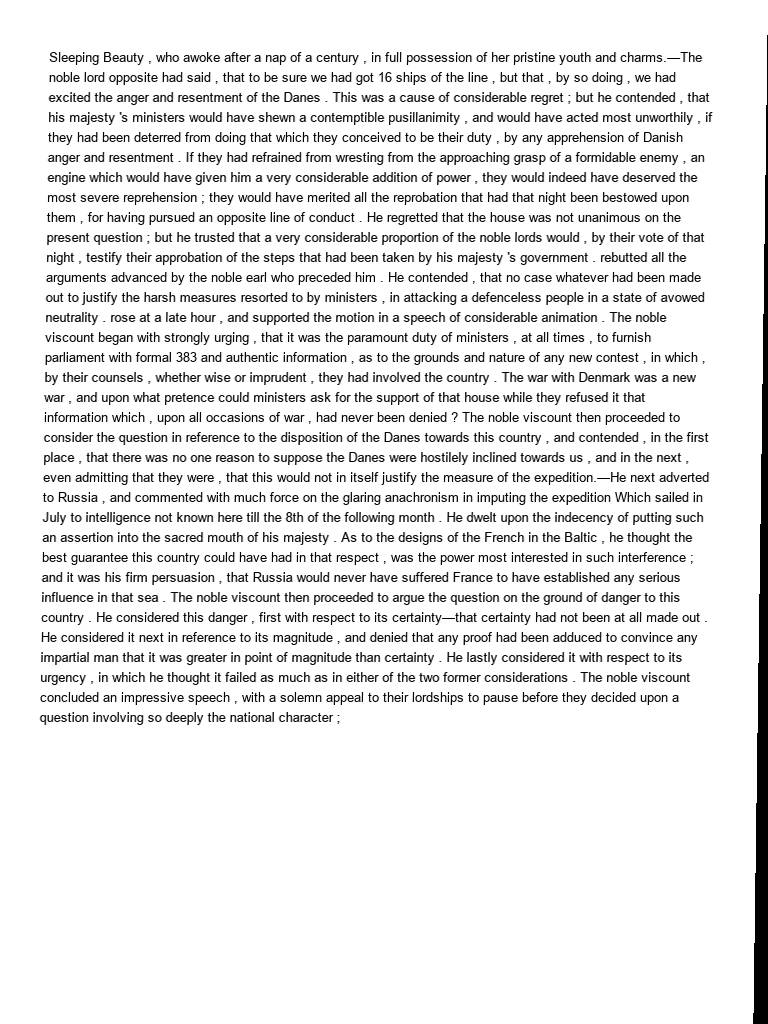 Sleeping Beauty , who awoke after a nap of a century , in full possession of her pristine youth and charms.—The
noble lord opposite had said , that to be sure we had got 16 ships of the line , but that , by so doing , we had
excited the anger and resentment of the Danes . This was a cause of considerable regret ; but he contended , that
his majesty 's ministers would have shewn a contemptible pusillanimity , and would have acted most unworthily , if
they had been deterred from doing that which they conceived to be their duty , by any apprehension of Danish
anger and resentment . If they had refrained from wresting from the approaching grasp of a formidable enemy , an
engine which would have given him a very considerable addition of power , they would indeed have deserved the
most severe reprehension ; they would have merited all the reprobation that had that night been bestowed upon
them , for having pursued an opposite line of conduct . He regretted that the house was not unanimous on the
present question ; but he trusted that a very considerable proportion of the noble lords would , by their vote of that
night , testify their approbation of the steps that had been taken by his majesty 's government . rebutted all the
arguments advanced by the noble earl who preceded him . He contended , that no case whatever had been made
out to justify the harsh measures resorted to by ministers , in attacking a defenceless people in a state of avowed
neutrality . rose at a late hour , and supported the motion in a speech of considerable animation . The noble
viscount began with strongly urging , that it was the paramount duty of ministers , at all times , to furnish
parliament with formal 383 and authentic information , as to the grounds and nature of any new contest , in which ,
by their counsels , whether wise or imprudent , they had involved the country . The war with Denmark was a new
war , and upon what pretence could ministers ask for the support of that house while they refused it that
information which , upon all occasions of war , had never been denied ? The noble viscount then proceeded to
consider the question in reference to the disposition of the Danes towards this country , and contended , in the first
place , that there was no one reason to suppose the Danes were hostilely inclined towards us , and in the next ,
even admitting that they were , that this would not in itself justify the measure of the expedition.—He next adverted
to Russia , and commented with much force on the glaring anachronism in imputing the expedition Which sailed in
July to intelligence not known here till the 8th of the following month . He dwelt upon the indecency of putting such
an assertion into the sacred mouth of his majesty . As to the designs of the French in the Baltic , he thought the
best guarantee this country could have had in that respect , was the power most interested in such interference ;
and it was his firm persuasion , that Russia would never have suffered France to have established any serious
influence in that sea . The noble viscount then proceeded to argue the question on the ground of danger to this
country . He considered this danger , first with respect to its certainty—that certainty had not been at all made out .
He considered it next in reference to its magnitude , and denied that any proof had been adduced to convince any
impartial man that it was greater in point of magnitude than certainty . He lastly considered it with respect to its
urgency , in which he thought it failed as much as in either of the two former considerations . The noble viscount
concluded an impressive speech , with a solemn appeal to their lordships to pause before they decided upon a
question involving so deeply the national character ;